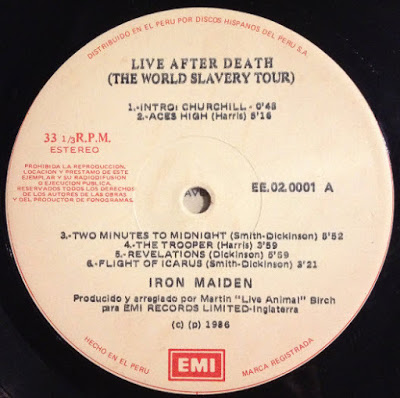 DISTRIBUIDO EN EL PERU POR DISCOS HISPANOS DEL PERU S.A.
LIVE AFTER DEATH
(THE WORLD SLAVERY TOUR)
1.-INTRO: CHURCHILL - 0'48
2.-ACES HIGH (Harris) 5'16
33 1/3 R.P.M.
ESTEREO
PROHIBIDA LA REPRODUCCION,
LOCACION Y PRESTAMO DE ESTE
EJEMPLAR Y SU RADIODIFUSION
O EJECUCION PUBLICA.
RESERVADOS TODOS LOS DERECHOS
DE LOS AUTORES DE LAS OBRAS
Y DEL PRODUCTOR DE FONOGRAMAS.
EE.02.0001 A
3.-TWO MINUTES TO MIDNIGHT (Smith-Dickinson) 5'52
4.-THE TROOPER (Harris) 3'59
5.-REVELATIONS (Dickinson) 5'59
6.-FLIGHT OF ICARUS (Smith-Dickinson) 3'21
IRON MAIDEN
Producido y arreglado por Martin "Live Animal" Birch
para EMI RECORDS LIMITED-Inglaterra
(c) (p) 1986
HECHO EN EL PERU
EMI
MARCA REGISTRADA